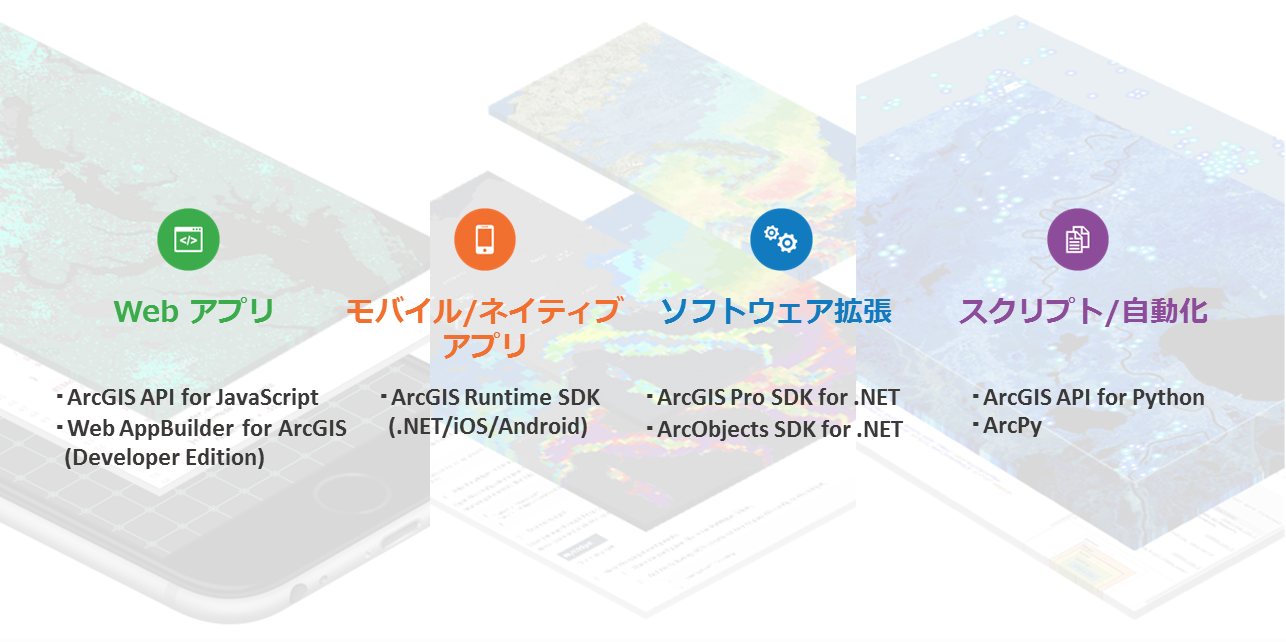 Web アプリ
・ArcGIS API for JavaScript
・Web AppBuilder for ArcGIS
(Developer Edition)
モバイル/ネイティブ
アプリ
・ArcGIS Runtime SDK
(.NET/iOS/Android)
ソフトウェア拡張
・ArcGIS Pro SDK for .NET
・ArcObjects SDK for .NET
スクリプト/自動化
・ArcGIS API for Python
・ArcPy